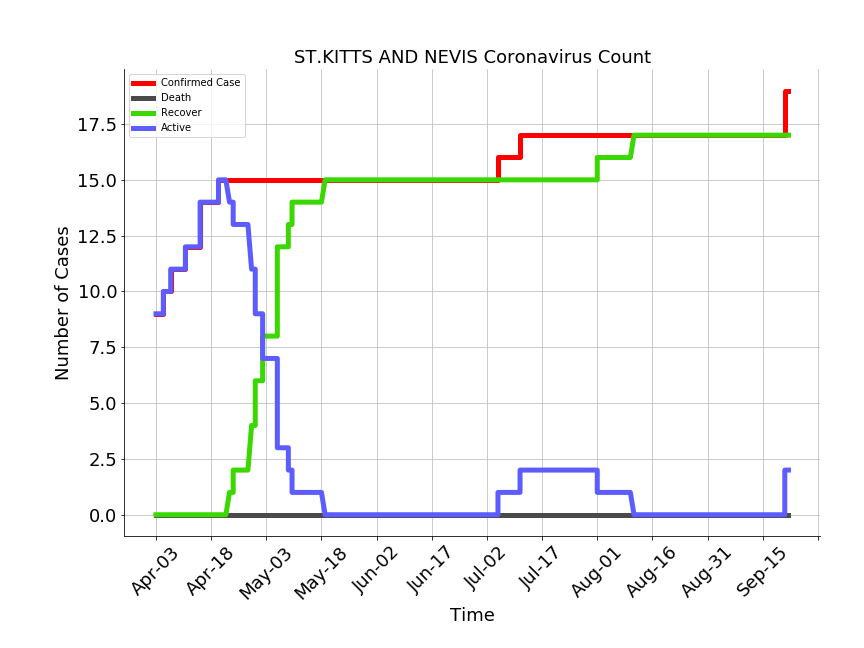 ST.KITTS AND NEVIS Coronavirus Count
Confirmed Case
Death
Recover
Active
17.5
15.0
12.5
10.0
7.5
5.0
2.5
0.0
Number of Cases
Apr-03
Apr-18
May-03
May-18
Jun-02
Jun-17
Jul-02
Jul-17
Aug-01
Aug-16
Aug-31
Sep-15
Time